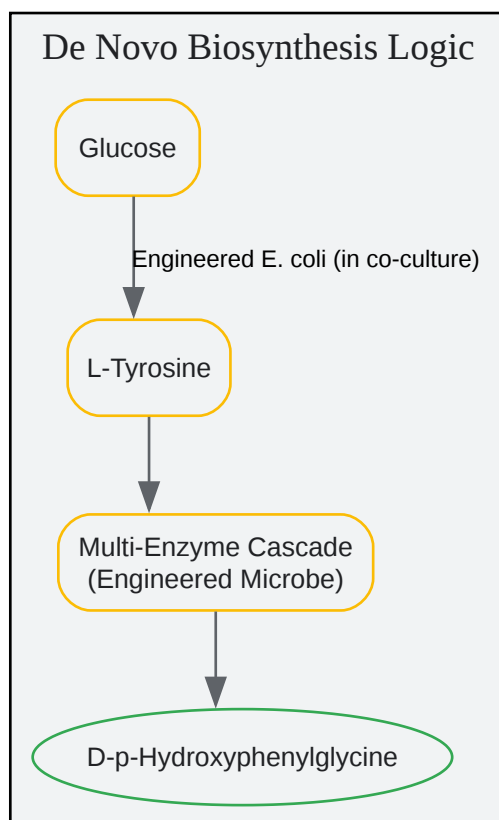 De Novo Biosynthesis Logic
Glucose
Engineered E. coli (in co-culture)
L-Tyrosine
Multi-Enzyme Cascade
(Engineered Microbe)
D-p-Hydroxyphenylglycine